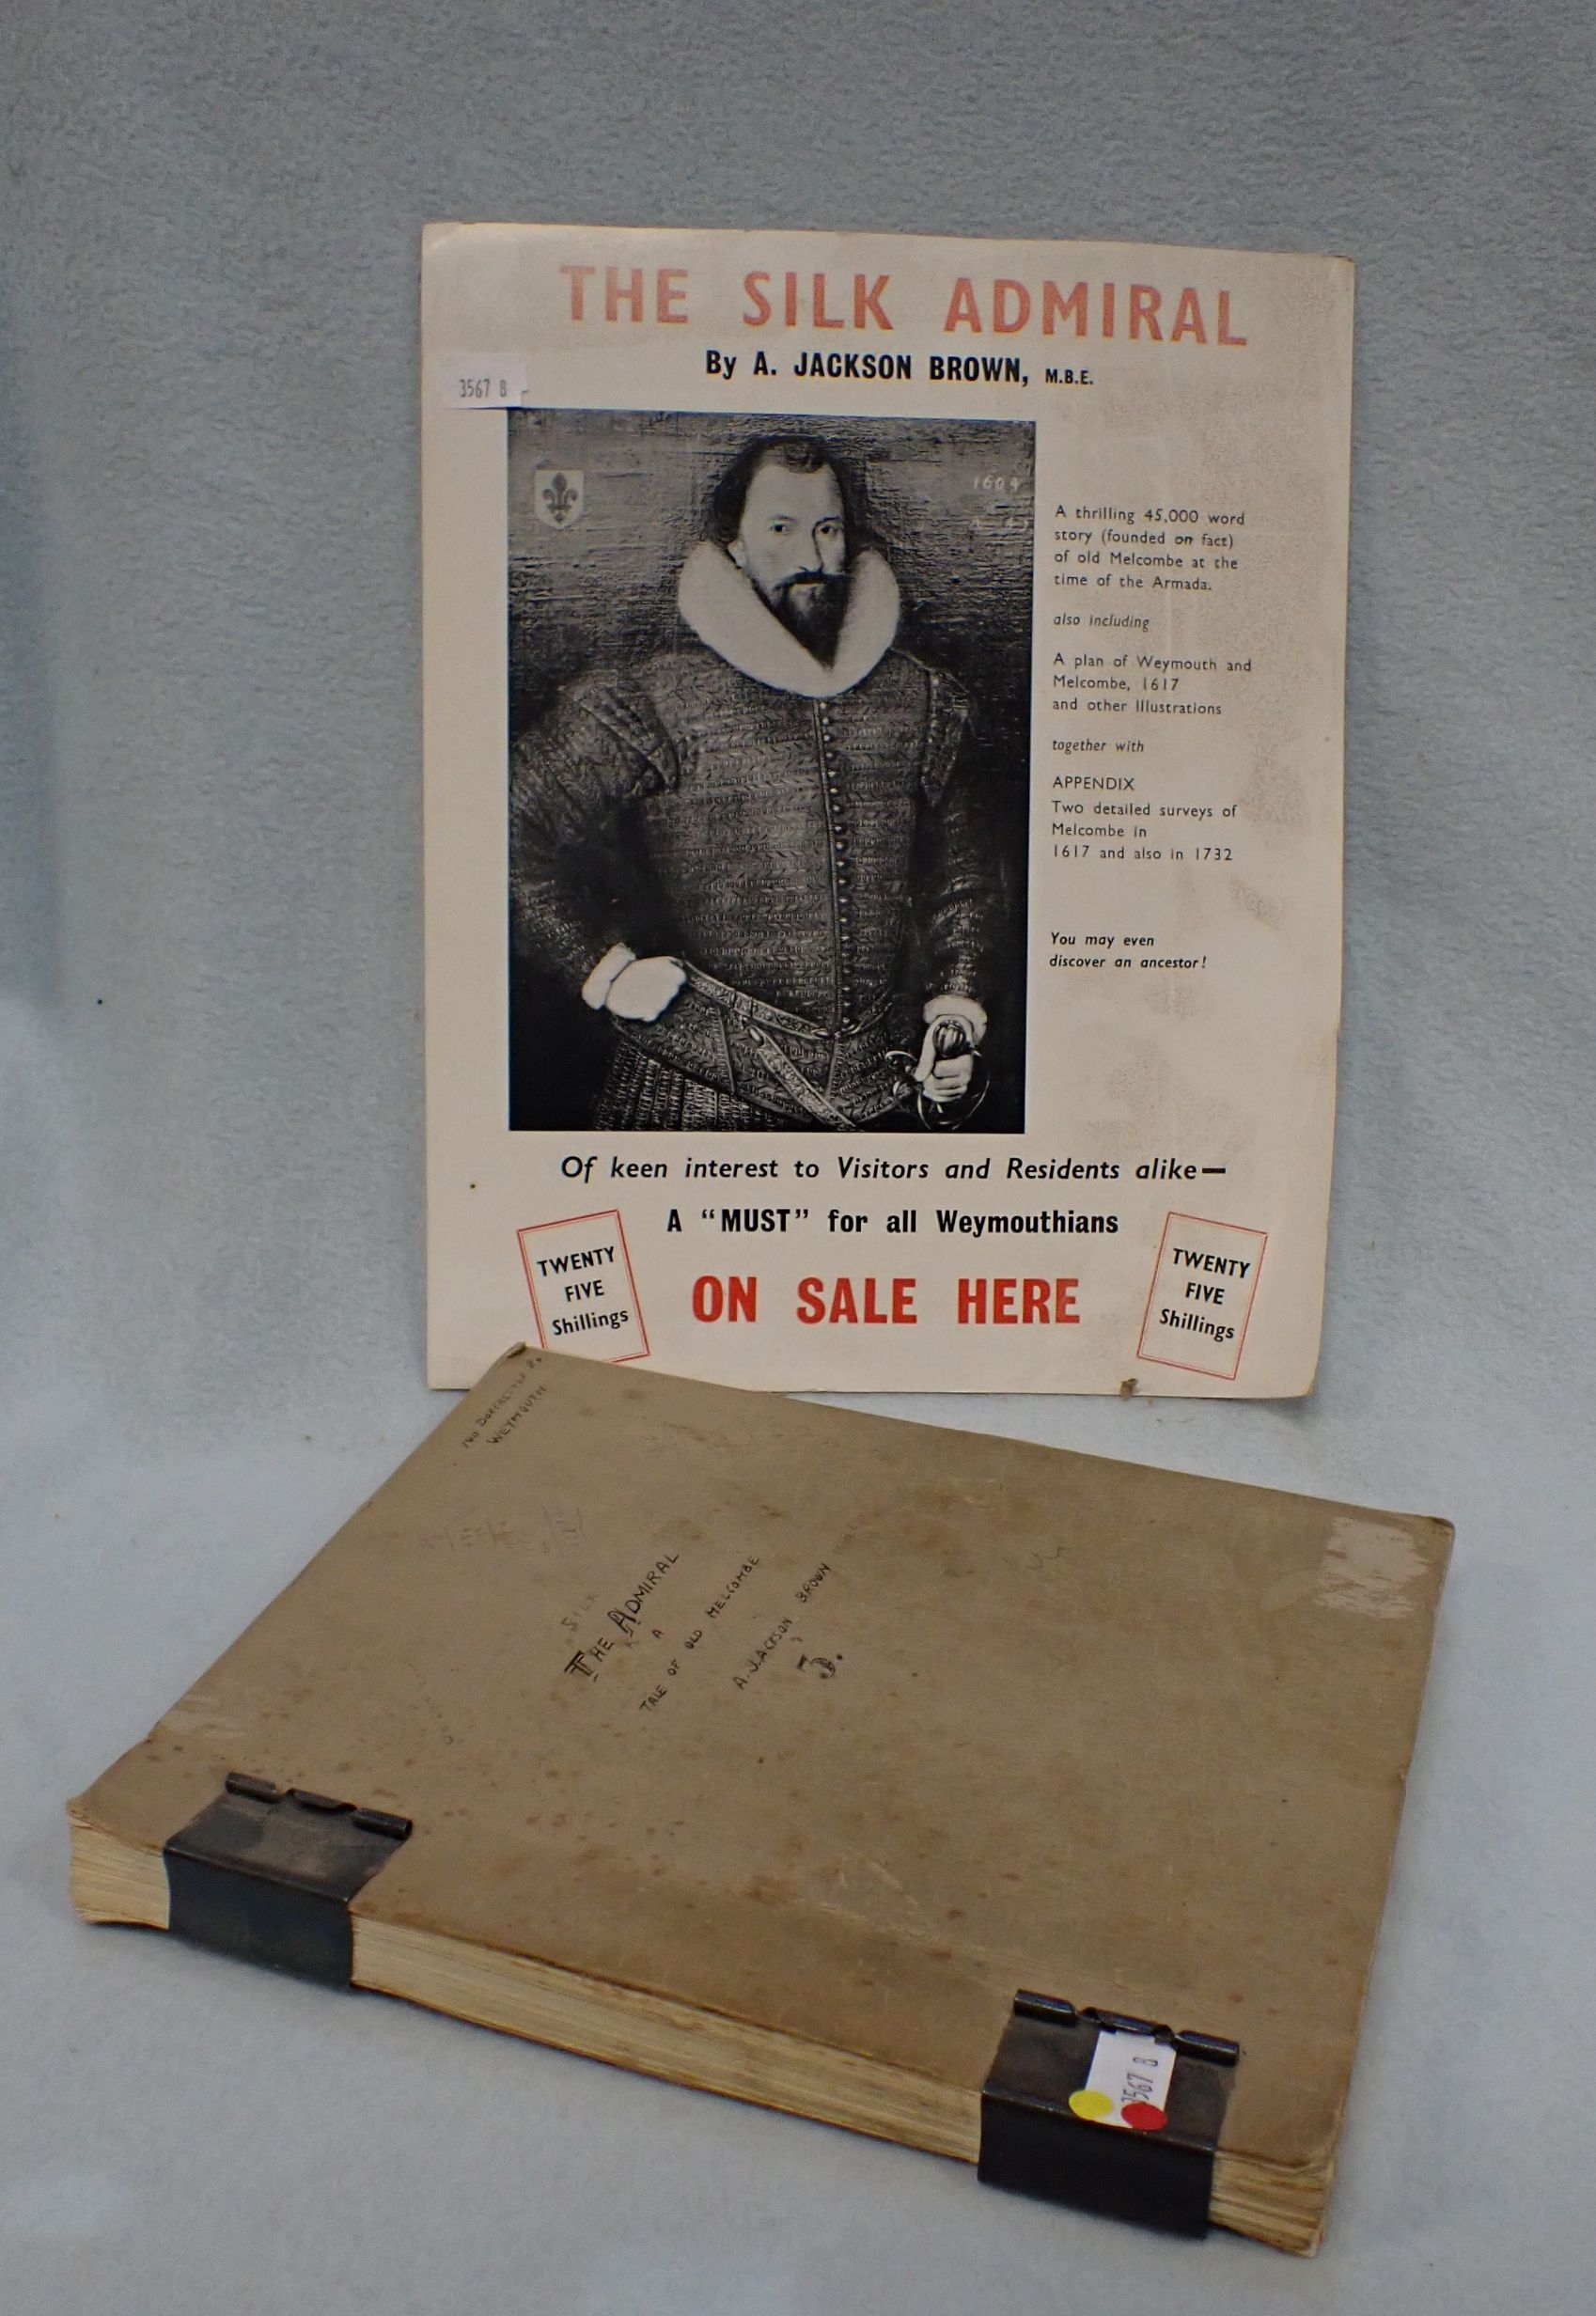 THE SILK ADMIRAL
By A. JACKSON BROWN, M.B.E.
3567 B
1604
A thrilling 45,000 word
story (founded on fact)
of old Melcombe at the
time of the Armada.
also including
A plan of Weymouth and
Melcombe, 1617
and other Illustrations
together with
APPENDIX
Two detailed surveys of
Melcombe in
1617 and also in 1732
You may even
discover an ancestor!
Of keen interest to Visitors and Residents alike—
A "MUST" for all Weymouthians
TWENTY
FIVE
Shillings
ON SALE HERE
TWENTY
FIVE
Shillings
WEYMOUTH
SILK
THE ADMIRAL
A
TALE OF OLD MELCOMBE
A. JACKSON BROWN
3.
3567 B